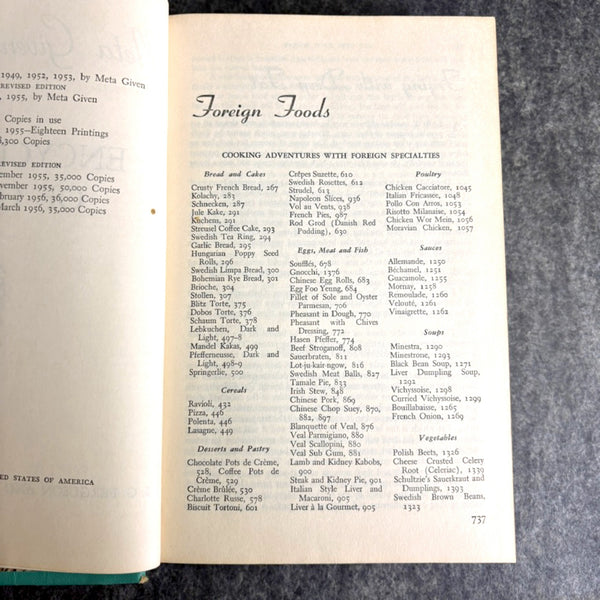 Meta Given
1949, 1952, 1953, by Meta Given
REVISED EDITION
, 1955, by Meta Given
Copies in use
1955—Eighteen Printings
,300 Copies
REVISED EDITION
1955, 35,000 Copies
vember 1955, 50,000 Copies
bruary 1956, 36,000 Copies
March 1956, 35,000 Copies
STATES OF AMERICA
Foreign Foods
COOKING ADVENTURES WITH FOREIGN SPECIALTIES
Bread and Cakes
Crusty French Bread, 267
Kolachy, 283
Schnecken, 287
Jule Kake, 291
Kuchens, 291
Streusel Coffee Cake, 293
Swedish Tea Ring, 294
Garlic Bread, 295
Hungarian Poppy Seed
Rolls, 296
Swedish Limpa Bread, 300
Bohemian Rye Bread, 301
Brioche, 304
Stollen, 307
Blitz Torte, 375
Dobos Torte, 376
Schaum Torte, 378
Lebkuchen, Dark and
Light, 497-8
Mandel Kakas, 499
Pfefferneusse, Dark and
Light, 498-9
Springerlie, 500
Cereals
Ravioli, 432
Pizza, 446
Polenta, 446
Lasagne, 449
Desserts and Pastry
Chocolate Pots de Crème,
528, Coffee Pots de
Crème, 529
Crème Brûlée, 530
Charlotte Russe, 578
Biscuit Tortoni, 601
Crêpes Suzette, 610
Swedish Rosettes, 612
Strudel, 613
Napoleon Slices, 936
Vol au Vents, 938
French Pies, 987
Rod Grod (Danish Red
Pudding), 630
Eggs, Meat and Fish
Soufflés, 678
Gnocchi, 1376
Chinese Egg Rolls, 683
Egg Foo Yeung, 684
Fillet of Sole and Oyster
Parmesan, 706
Pheasant in Dough, 770
Pheasant with Chives
Dressing, 772
Hasen Pfeffer, 774
Beef Stroganoff, 808
Sauerbraten, 811
Lot-ju-kair-ngow, 816
Swedish Meat Balls, 827
Tamale Pie, 833
Irish Stew, 848
Chinese Pork, 869
Chinese Chop Suey, 870,
882, 897
Blanquette of Veal, 876
Veal Parmigiano, 880
Veal Scallopini, 880
Veal Sub Gum, 881
Lamb and Kidney Kabobs,
900
Steak and Kidney Pie, 901
Italian Style Liver and
Macaroni, 905
Liver à la Gourmet, 905
Poultry
Chicken Cacciatore, 1045
Italian Fricassee, 1048
Pollo Con Arros, 1053
Risotto Milanaise, 1054
Chicken Wor Mein, 1056
Moravian Chicken, 1057
Sauces
Allemande, 1250
Béchamel, 1251
Guacamole, 1255
Mornay, 1258
Remoulade, 1260
Velouté, 1261
Vinaigrette, 1262
Soups
Minestra, 1290
Minestrone, 1293
Black Bean Soup, 1271
Liver Dumpling Soup,
1292
Vichyssoise, 1298
Curried Vichyssoise, 1299
Bouillabaisse, 1265
French Onion, 1269
Vegetables
Polish Beets, 1326
Cheese Crusted Celery
Root (Celeriac), 1339
Schultzie's Sauerkraut and
Dumplings, 1393
Swedish Brown Beans,
1323
737